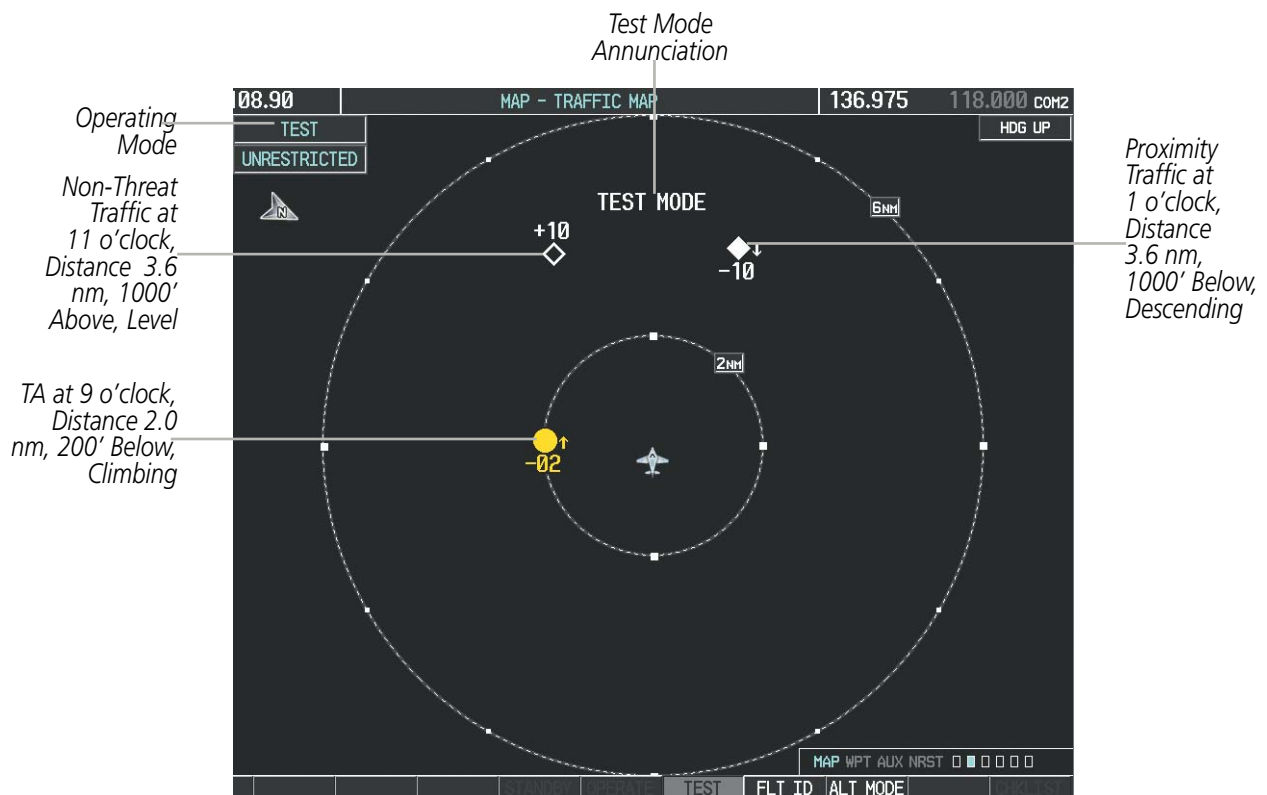 Test Mode
Annunciation
Operating
Mode
Non-Threat
Traffic at
11 o’clock,
Distance 3.6
nm, 1000’
Above, Level
TA at 9 o’clock,
Distance 2.0
nm, 200’ Below,
Climbing
08.90
MAP - TRAFFIC MAP
136.975 118.000 COM2
TEST
UNRESTRICTED
HDG UP
N
TEST MODE
6NM
+10
-10
2NM
-02
MAP WPT AUX NRST
STANDBY OPERATE TEST FLT ID ALT MODE CHKLIST
Proximity
Traffic at
1 o’clock,
Distance
3.6 nm,
1000’ Below,
Descending